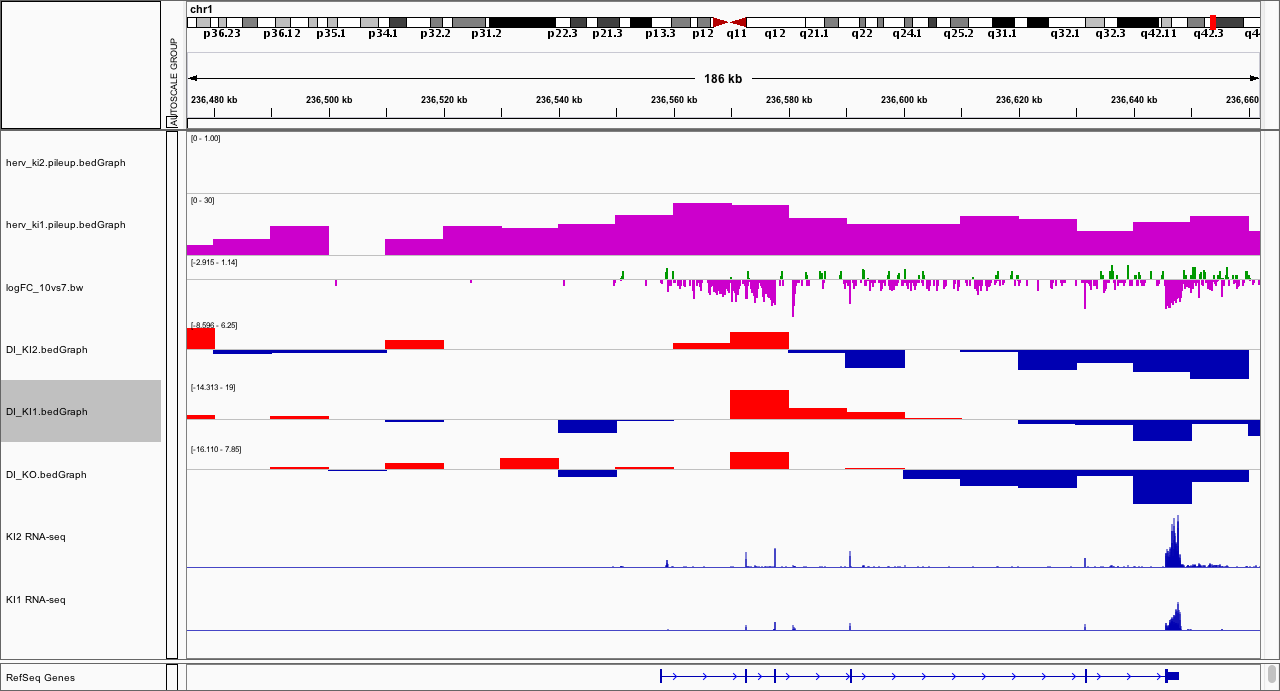 chr1
p36.23 p36.12 p35.1 p34.1 p32.2 p31.2 p22.3 p21.3 p13.3 p12 q11 q12 q21.1 q22 q24.1 q25.2 q31.1 q32.1 q32.3 q42.11 q42.3 q4
AUTOSCALE GROUP
186 kb
236,480 kb 236,500 kb 236,520 kb 236,540 kb 236,560 kb 236,580 kb 236,600 kb 236,620 kb 236,640 kb 236,660
[0 - 1.00]
herv_ki2.pileup.bedGraph
[0 - 30]
herv_ki1.pileup.bedGraph
[-2.915 - 1.14]
logFC_10vs7.bw
[-8.596 - 6.25]
DI_KI2.bedGraph
[-14.313 - 19]
DI_KI1.bedGraph
[-16.110 - 7.85]
DI_KO.bedGraph
KI2 RNA-seq
KI1 RNA-seq
RefSeq Genes